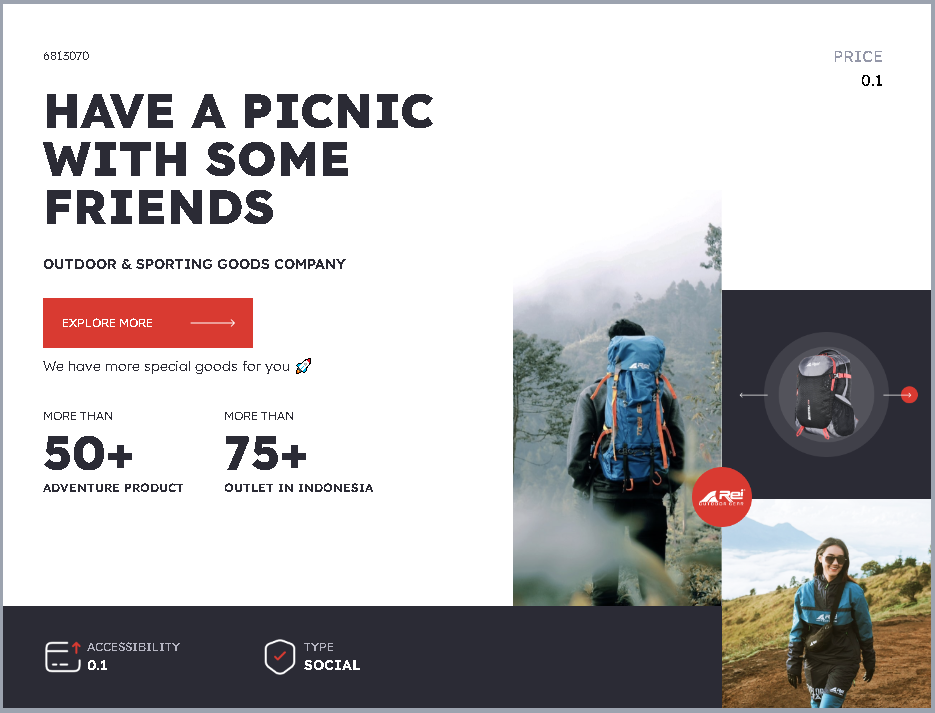 6813070
PRICE
0.1
HAVE A PICNIC
WITH SOME
FRIENDS
OUTDOOR & SPORTING GOODS COMPANY
EXPLORE MORE
We have more special goods for you 🚀
MORE THAN
50+
ADVENTURE PRODUCT
MORE THAN
75+
OUTLET IN INDONESIA
Rei
Rei
OUTDOOR GEAR
ACCESSIBILITY
0.1
TYPE
SOCIAL